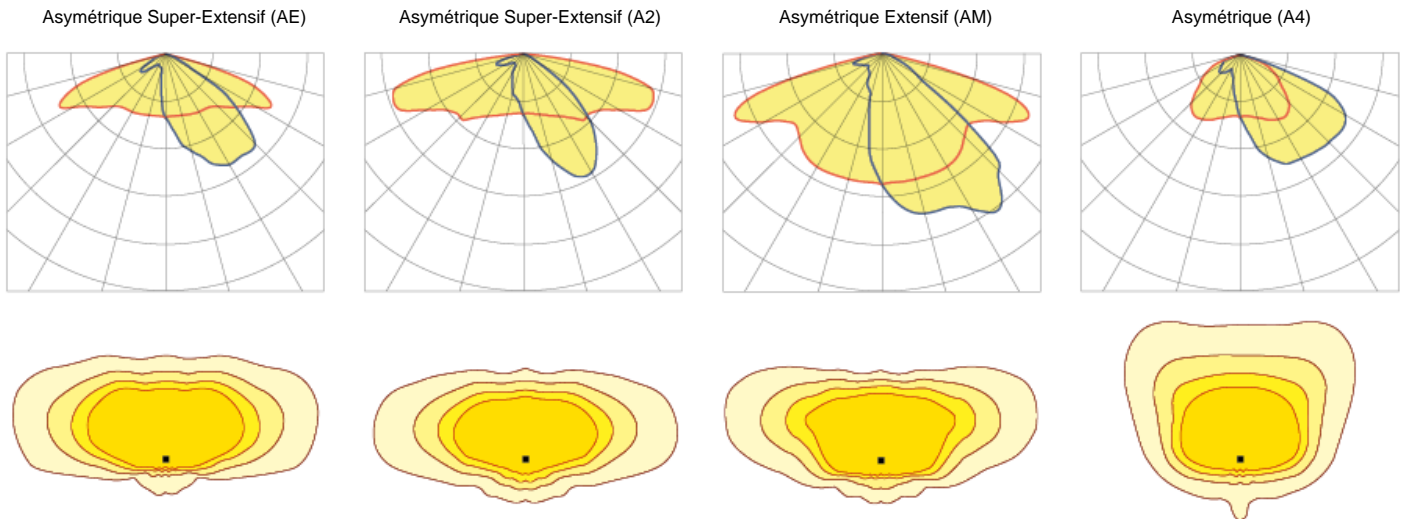 Asymétrique Super-Extensif (AE)
Asymétrique Super-Extensif (A2)
Asymétrique Extensif (AM)
Asymétrique (A4)